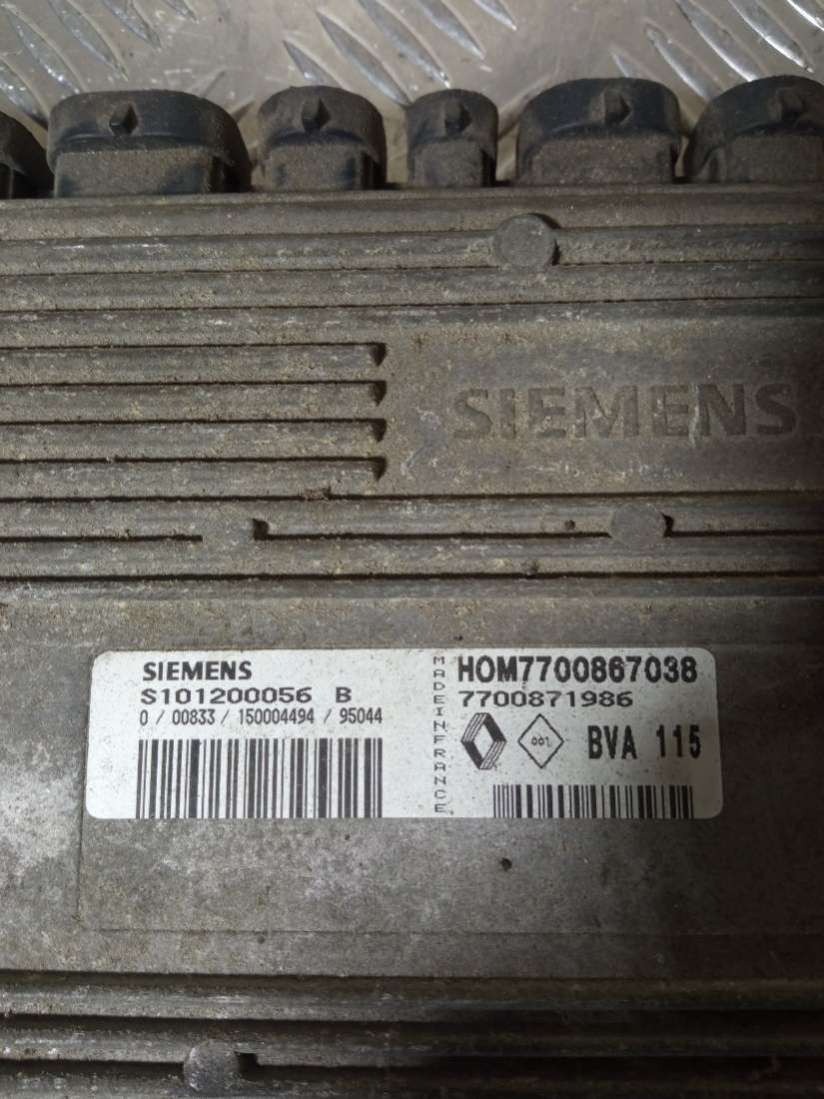 SIEMENS
SIEMENS
S101200056 B
0 / 00833 / 150004494 / 95044
MADE IN FRANCE
HOM7700867038
7700871986
001
BVA 115